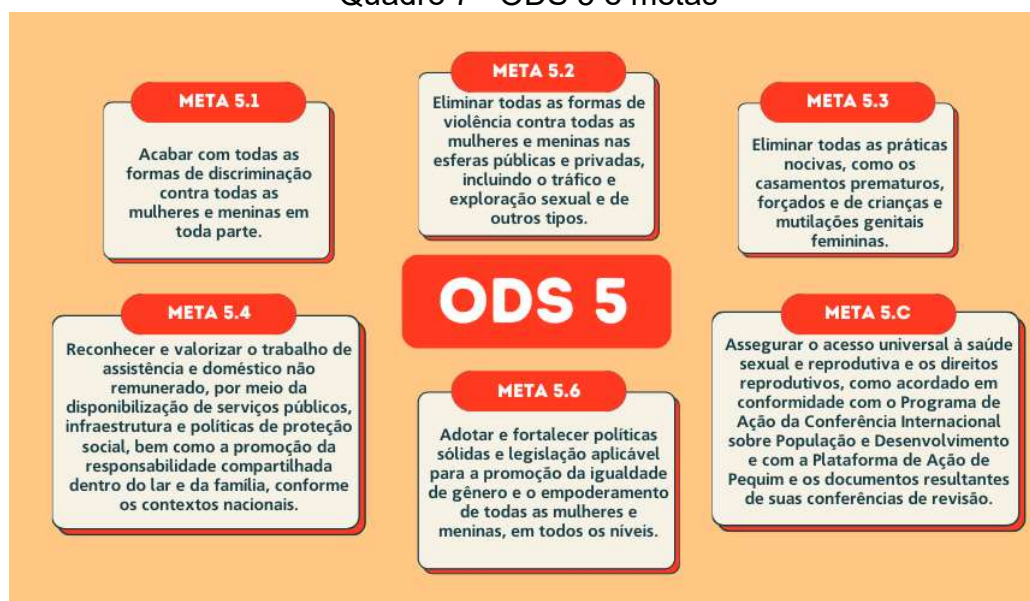 META 5.1
Acabar com todas as
formas de discriminação
contra todas as
mulheres e meninas em
toda parte.
META 5.2
Eliminar todas as formas de
violência contra todas as
mulheres e meninas nas
esferas públicas e privadas,
incluindo o tráfico e
exploração sexual e de
outros tipos.
META 5.3
Eliminar todas as práticas
nocivas, como os
casamentos prematuros,
forçados e de crianças e
mutilações genitais
femininas.
ODS 5
META 5.4
Reconhecer e valorizar o trabalho de
assistência e doméstico não
remunerado, por meio da
disponibilização de serviços públicos,
infraestrutura e políticas de proteção
social, bem como a promoção da
responsabilidade compartilhada
dentro do lar e da família, conforme
os contextos nacionais.
META 5.6
Adotar e fortalecer políticas
sólidas e legislação aplicável
para a promoção da igualdade
de gênero e o empoderamento
de todas as mulheres e
meninas, em todos os níveis.
META 5.C
Assegurar o acesso universal à saúde
sexual e reprodutiva e os direitos
reprodutivos, como acordado em
conformidade com o Programa de
Ação da Conferência Internacional
sobre População e Desenvolvimento
e com a Plataforma de Ação de
Pequim e os documentos resultantes
de suas conferências de revisão.